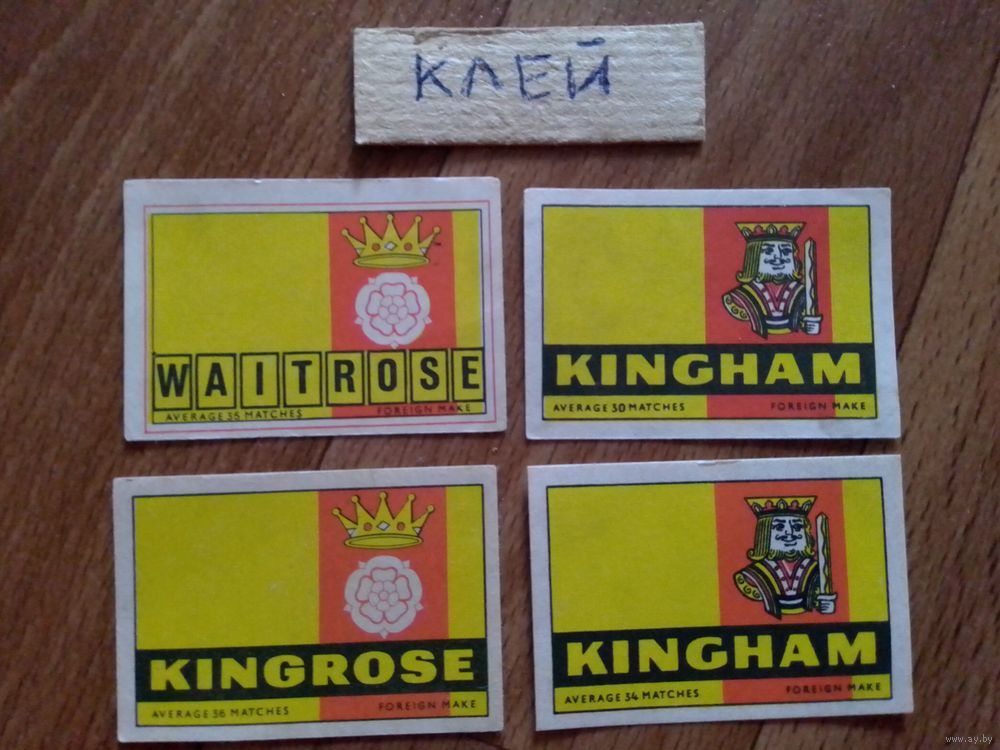 КЛЕЙ
WAITROSE
AVERAGE 35 MATCHES FOREIGN MAKE
KINGHAM
AVERAGE 30 MATCHES FOREIGN MAKE
KINGROSE
AVERAGE 36 MATCHES FOREIGN MAKE
KINGHAM
AVERAGE 34 MATCHES FOREIGN MAKE
www.ay.by